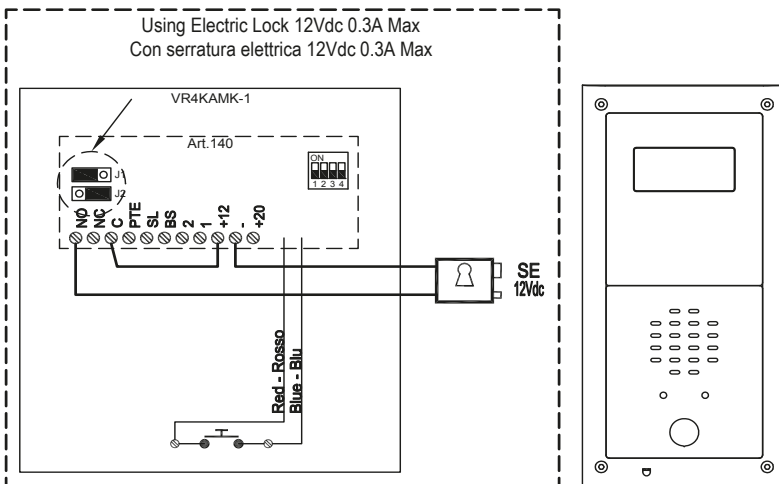 Using Electric Lock 12Vdc 0.3A Max
Con serratura elettrica 12Vdc 0.3A Max
VR4KAMK-1
Art.140
J1
J2
ON
1 2 3 4
NO
NC
C
PTE
SL
BS
2
1
+12
-
+20
SE
12Vdc
Red - Rosso
Blue - Blu